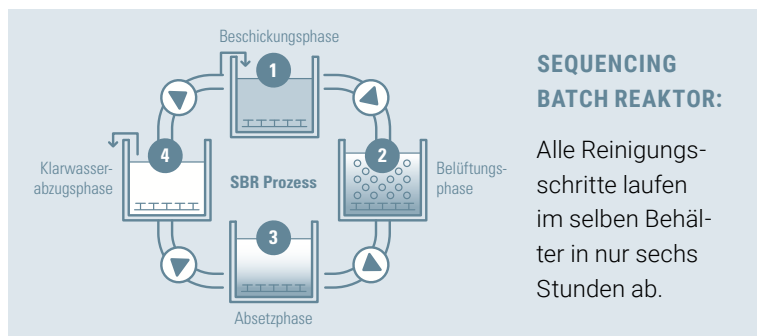 Beschickungsphase
1
2
Belüftungs-
phase
3
Absetzphase
4
Klarwasser-
abzugsphase
SBR Prozess
SEQUENCING
BATCH REAKTOR:
Alle Reinigungs-
schritte laufen
im selben Behäl-
ter in nur sechs
Stunden ab.